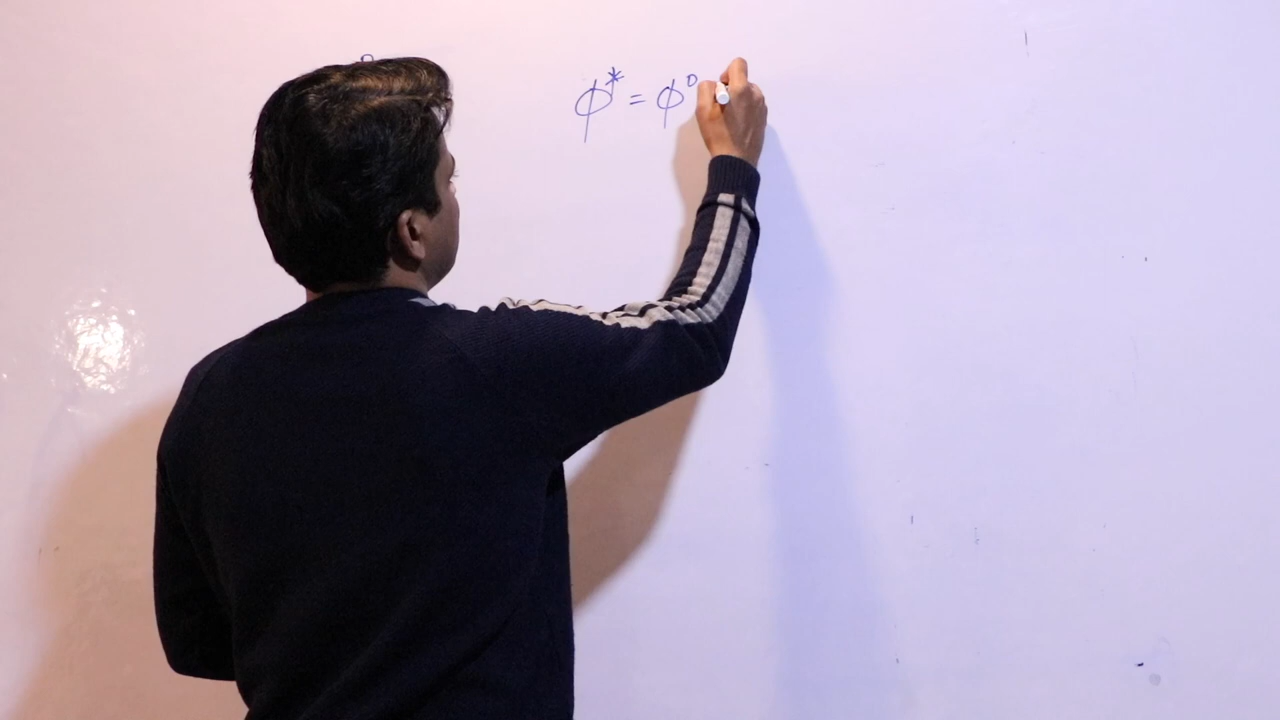 ϕ* = ϕ⁰